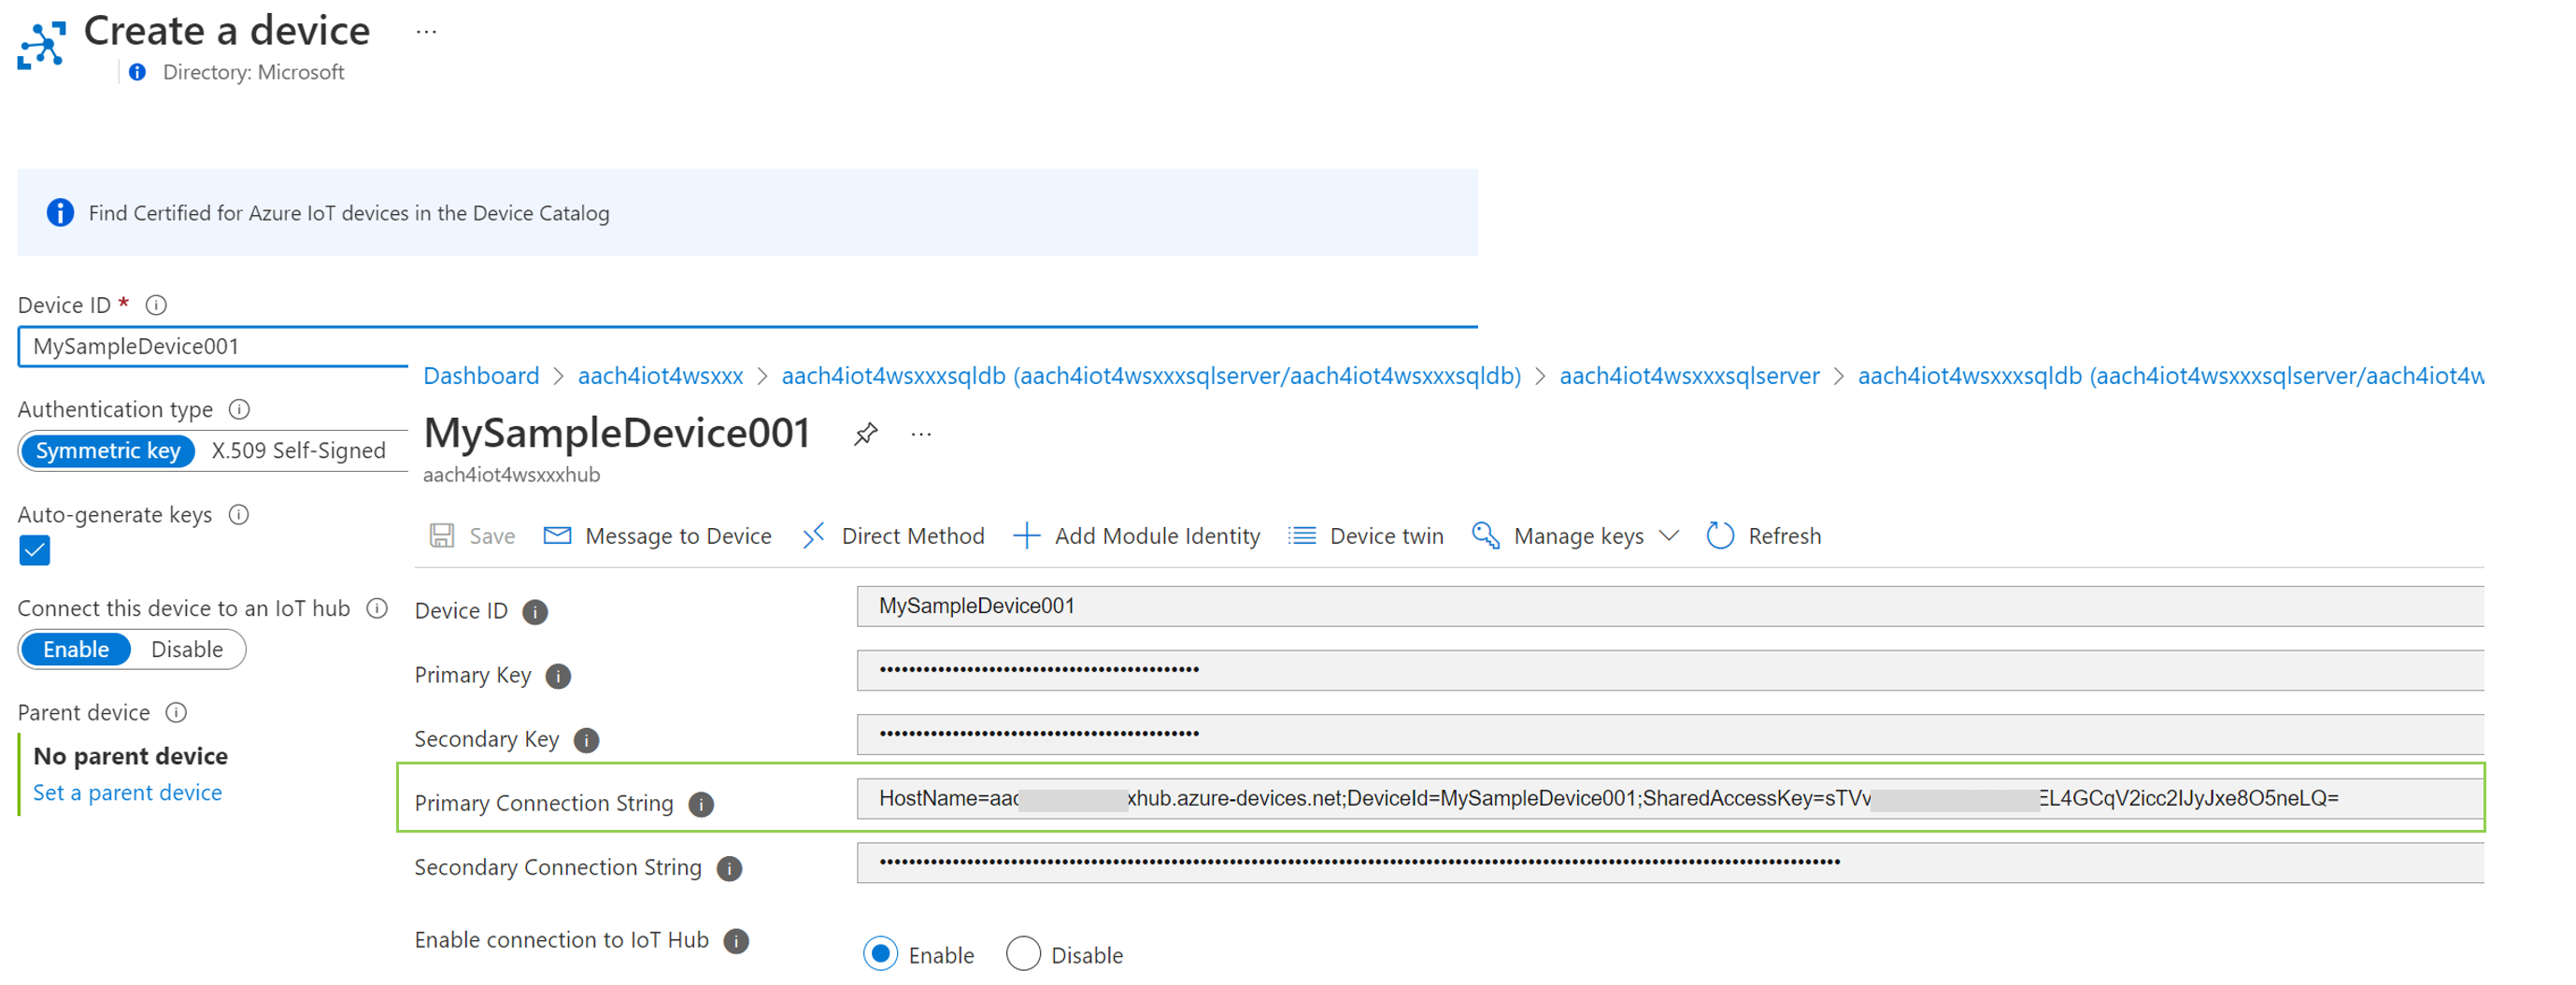 Create a device ...
Directory: Microsoft
Find Certified for Azure IoT devices in the Device Catalog
Device ID *
MySampleDevice001
Authentication type
Symmetric key X.509 Self-Signed
Auto-generate keys
Connect this device to an IoT hub
Enable Disable
Parent device
No parent device
Set a parent device
Dashboard > aach4iot4wsxxx > aach4iot4wsxxxsqldb (aach4iot4wsxxxsqlserver/aach4iot4wsxxxsqldb) > aach4iot4wsxxxsqlserver > aach4iot4wsxxxsqldb (aach4iot4wsxxxsqlserver/aach4iot4w
MySampleDevice001 ...
aach4iot4wsxxxhub
Save Message to Device Direct Method Add Module Identity Device twin Manage keys Refresh
Device ID MySampleDevice001
Primary Key
Secondary Key
Primary Connection String HostName=aac xhub.azure-devices.net;DeviceId=MySampleDevice001;SharedAccessKey=sTVv EL4GCqV2icc2IJyJxe8O5neLQ=
Secondary Connection String
Enable connection to IoT Hub Enable Disable